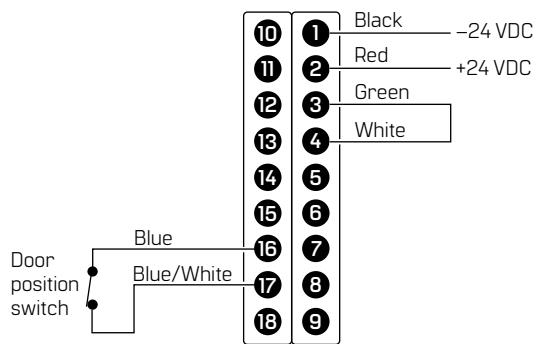 10 1 Black
–24 VDC
11 2 Red
+24 VDC
12 3 Green
13 4 White
14 5
15 6
16 7
Blue
17 8
Blue/White
18 9
Door
position
switch